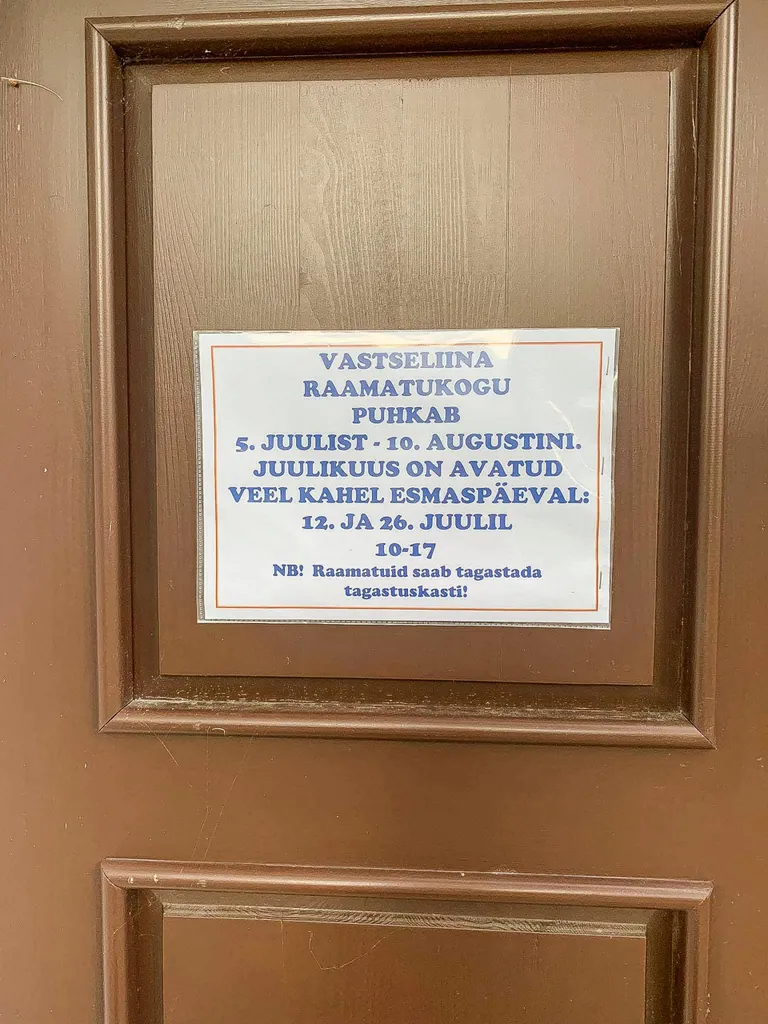 VASTSELIINA
RAAMATUKOGU
PUHKAB
5. JUULIST - 10. AUGUSTINI.
JUULIKUUS ON AVATUD
VEEL KAHEL ESMASPÄEVAL:
12. JA 26. JUULIL
10-17
NB! Raamatuid saab tagastada
tagastuskasti!